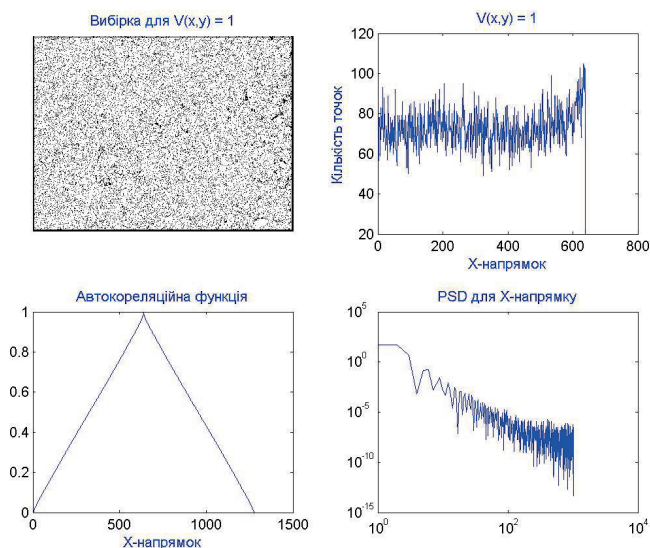 Вибірка для V(x,y) = 1
V(x,y) = 1
Кількість точок
120
100
80
60
40
20
0 200 400 600 800
Х-напрямок
Автокореляційна функція
1
0.8
0.6
0.4
0.2
0
0 500 1000 1500
Х-напрямок
PSD для Х-напрямку
10^5
10^0
10^-5
10^-10
10^-15
10^0 10^2 10^4